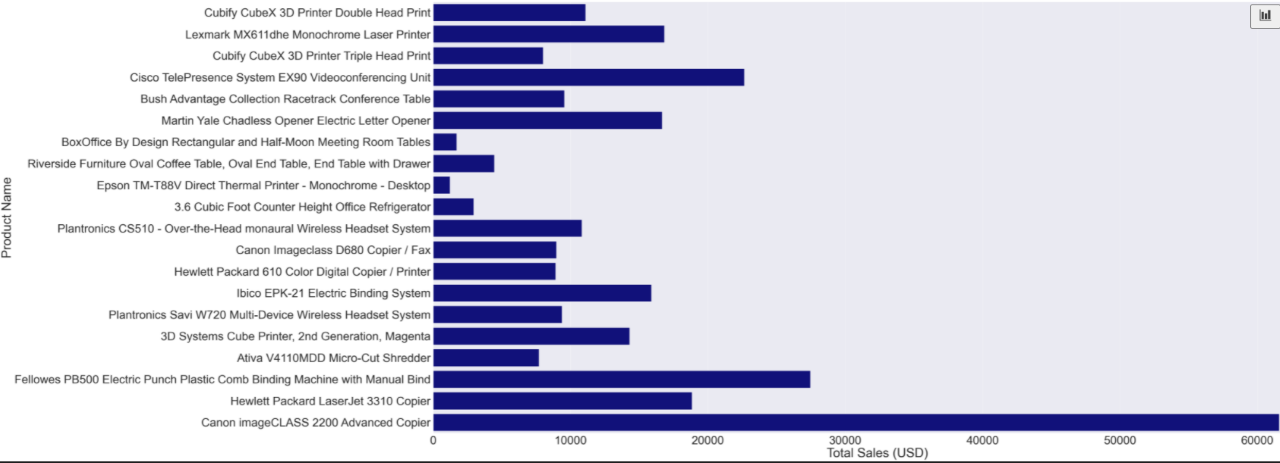 Cubify CubeX 3D Printer Double Head Print
Lexmark MX611dhe Monochrome Laser Printer
Cubify CubeX 3D Printer Triple Head Print
Cisco TelePresence System EX90 Videoconferencing Unit
Bush Advantage Collection Racetrack Conference Table
Martin Yale Chadless Opener Electric Letter Opener
BoxOffice By Design Rectangular and Half-Moon Meeting Room Tables
Riverside Furniture Oval Coffee Table, Oval End Table, End Table with Drawer
Epson TM-T88V Direct Thermal Printer - Monochrome - Desktop
3.6 Cubic Foot Counter Height Office Refrigerator
Plantronics CS510 - Over-the-Head monaural Wireless Headset System
Canon Imageclass D680 Copier / Fax
Hewlett Packard 610 Color Digital Copier / Printer
Ibico EPK-21 Electric Binding System
Plantronics Savi W720 Multi-Device Wireless Headset System
3D Systems Cube Printer, 2nd Generation, Magenta
Ativa V4110MDD Micro-Cut Shredder
Fellowes PB500 Electric Punch Plastic Comb Binding Machine with Manual Bind
Hewlett Packard LaserJet 3310 Copier
Canon imageCLASS 2200 Advanced Copier
Product Name
0 10000 20000 30000 40000 50000 60000
Total Sales (USD)